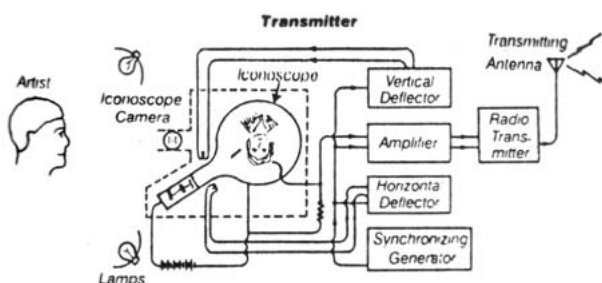 Transmitter
Transmitting
Antenna
Iconoscope
Artist
Iconoscope
Camera
Vertical
Deflector
Amplifier
Radio
Trans-
mitter
Horizontal
Deflector
Synchronizing
Generator
Lamps